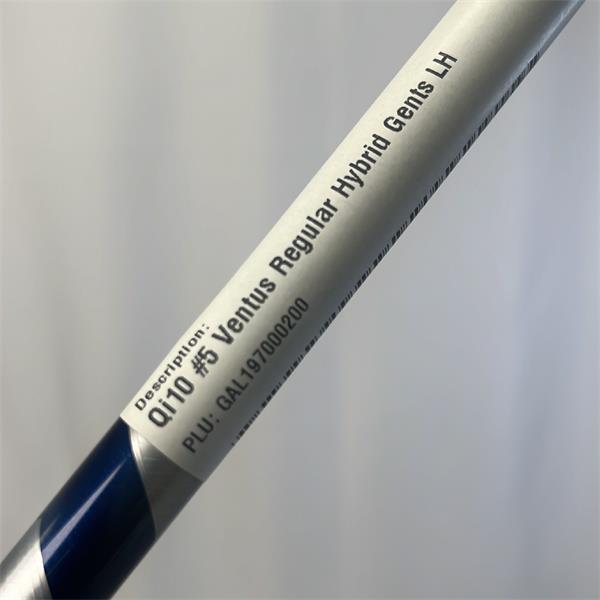 Description:
Qi10 #5 Ventus Regular Hybrid Gents LH
PLU: GAL197000200